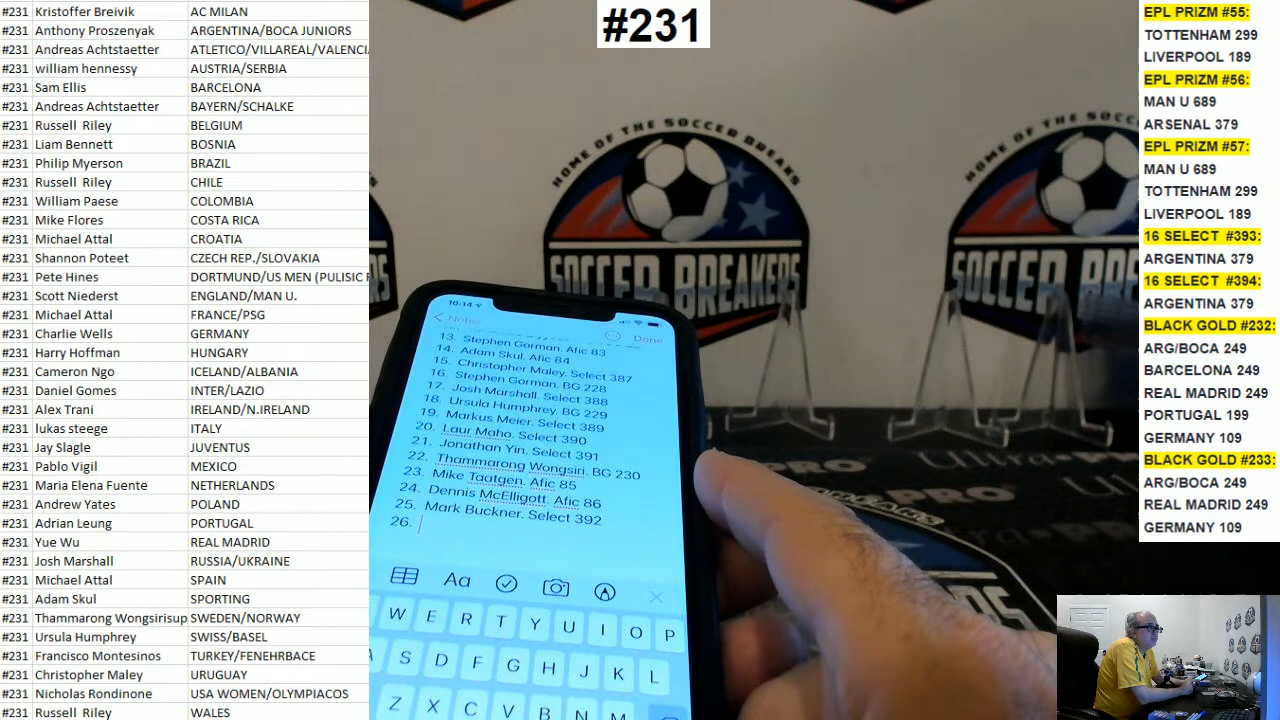 #231 Kristoffer Breivik AC MILAN
#231 Anthony Proszenyak ARGENTINA/BOCA JUNIORS
#231 Andreas Achtstaetter ATLETICO/VILLAREAL/VALENCI
#231 william hennessy AUSTRIA/SERBIA
#231 Sam Ellis BARCELONA
#231 Andreas Achtstaetter BAYERN/SCHALKE
#231 Russell Riley BELGIUM
#231 Liam Bennett BOSNIA
#231 Philip Myerson BRAZIL
#231 Russell Riley CHILE
#231 William Paese COLOMBIA
#231 Mike Flores COSTA RICA
#231 Michael Attal CROATIA
#231 Shannon Poteet CZECH REP./SLOVAKIA
#231 Pete Hines DORTMUND/US MEN (PULISIC
#231 Scott Niederst ENGLAND/MAN U.
#231 Michael Attal FRANCE/PSG
#231 Charlie Wells GERMANY
#231 Harry Hoffman HUNGARY
#231 Cameron Ngo ICELAND/ALBANIA
#231 Daniel Gomes INTER/LAZIO
#231 Alex Trani IRELAND/N.IRELAND
#231 lukas steege ITALY
#231 Jay Slagle JUVENTUS
#231 Pablo Vigil MEXICO
#231 Maria Elena Fuente NETHERLANDS
#231 Andrew Yates POLAND
#231 Adrian Leung PORTUGAL
#231 Yue Wu REAL MADRID
#231 Josh Marshall RUSSIA/UKRAINE
#231 Michael Attal SPAIN
#231 Adam Skul SPORTING
#231 Thammarong Wongsirisup SWEDEN/NORWAY
#231 Ursula Humphrey SWISS/BASEL
#231 Francisco Montesinos TURKEY/FENEHRBACE
#231 Christopher Maley URUGUAY
#231 Nicholas Rondinone USA WOMEN/OLYMPIACOS
#231 Russell Riley WALES
#231
HOME OF THE SOCCER BREAKS
SOCCER BREAKERS
10:14
Notes
Done
13. Stephen Gorman. Afic 83
14. Adam Skul. Afic 84
15. Christopher Maley. Select 387
16. Stephen Gorman. BG 228
17. Josh Marshall. Select 388
18. Ursula Humphrey. BG 229
19. Markus Meier. Select 389
20. Laur Maho. Select 390
21. Jonathan Yin. Select 391
22. Thammarong Wongsiri. BG 230
23. Mike Taatgen. Afic 85
24. Dennis McElligott. Afic 86
25. Mark Buckner. Select 392
26.
Aa
W E R T Y U I O P
S D F G H J K L
Z X C V B N M
EPL PRIZM #55:
TOTTENHAM 299
LIVERPOOL 189
EPL PRIZM #56:
MAN U 689
ARSENAL 379
EPL PRIZM #57:
MAN U 689
TOTTENHAM 299
LIVERPOOL 189
16 SELECT #393:
ARGENTINA 379
16 SELECT #394:
ARGENTINA 379
BLACK GOLD #232:
ARG/BOCA 249
BARCELONA 249
REAL MADRID 249
PORTUGAL 199
GERMANY 109
BLACK GOLD #233:
ARG/BOCA 249
REAL MADRID 249
GERMANY 109